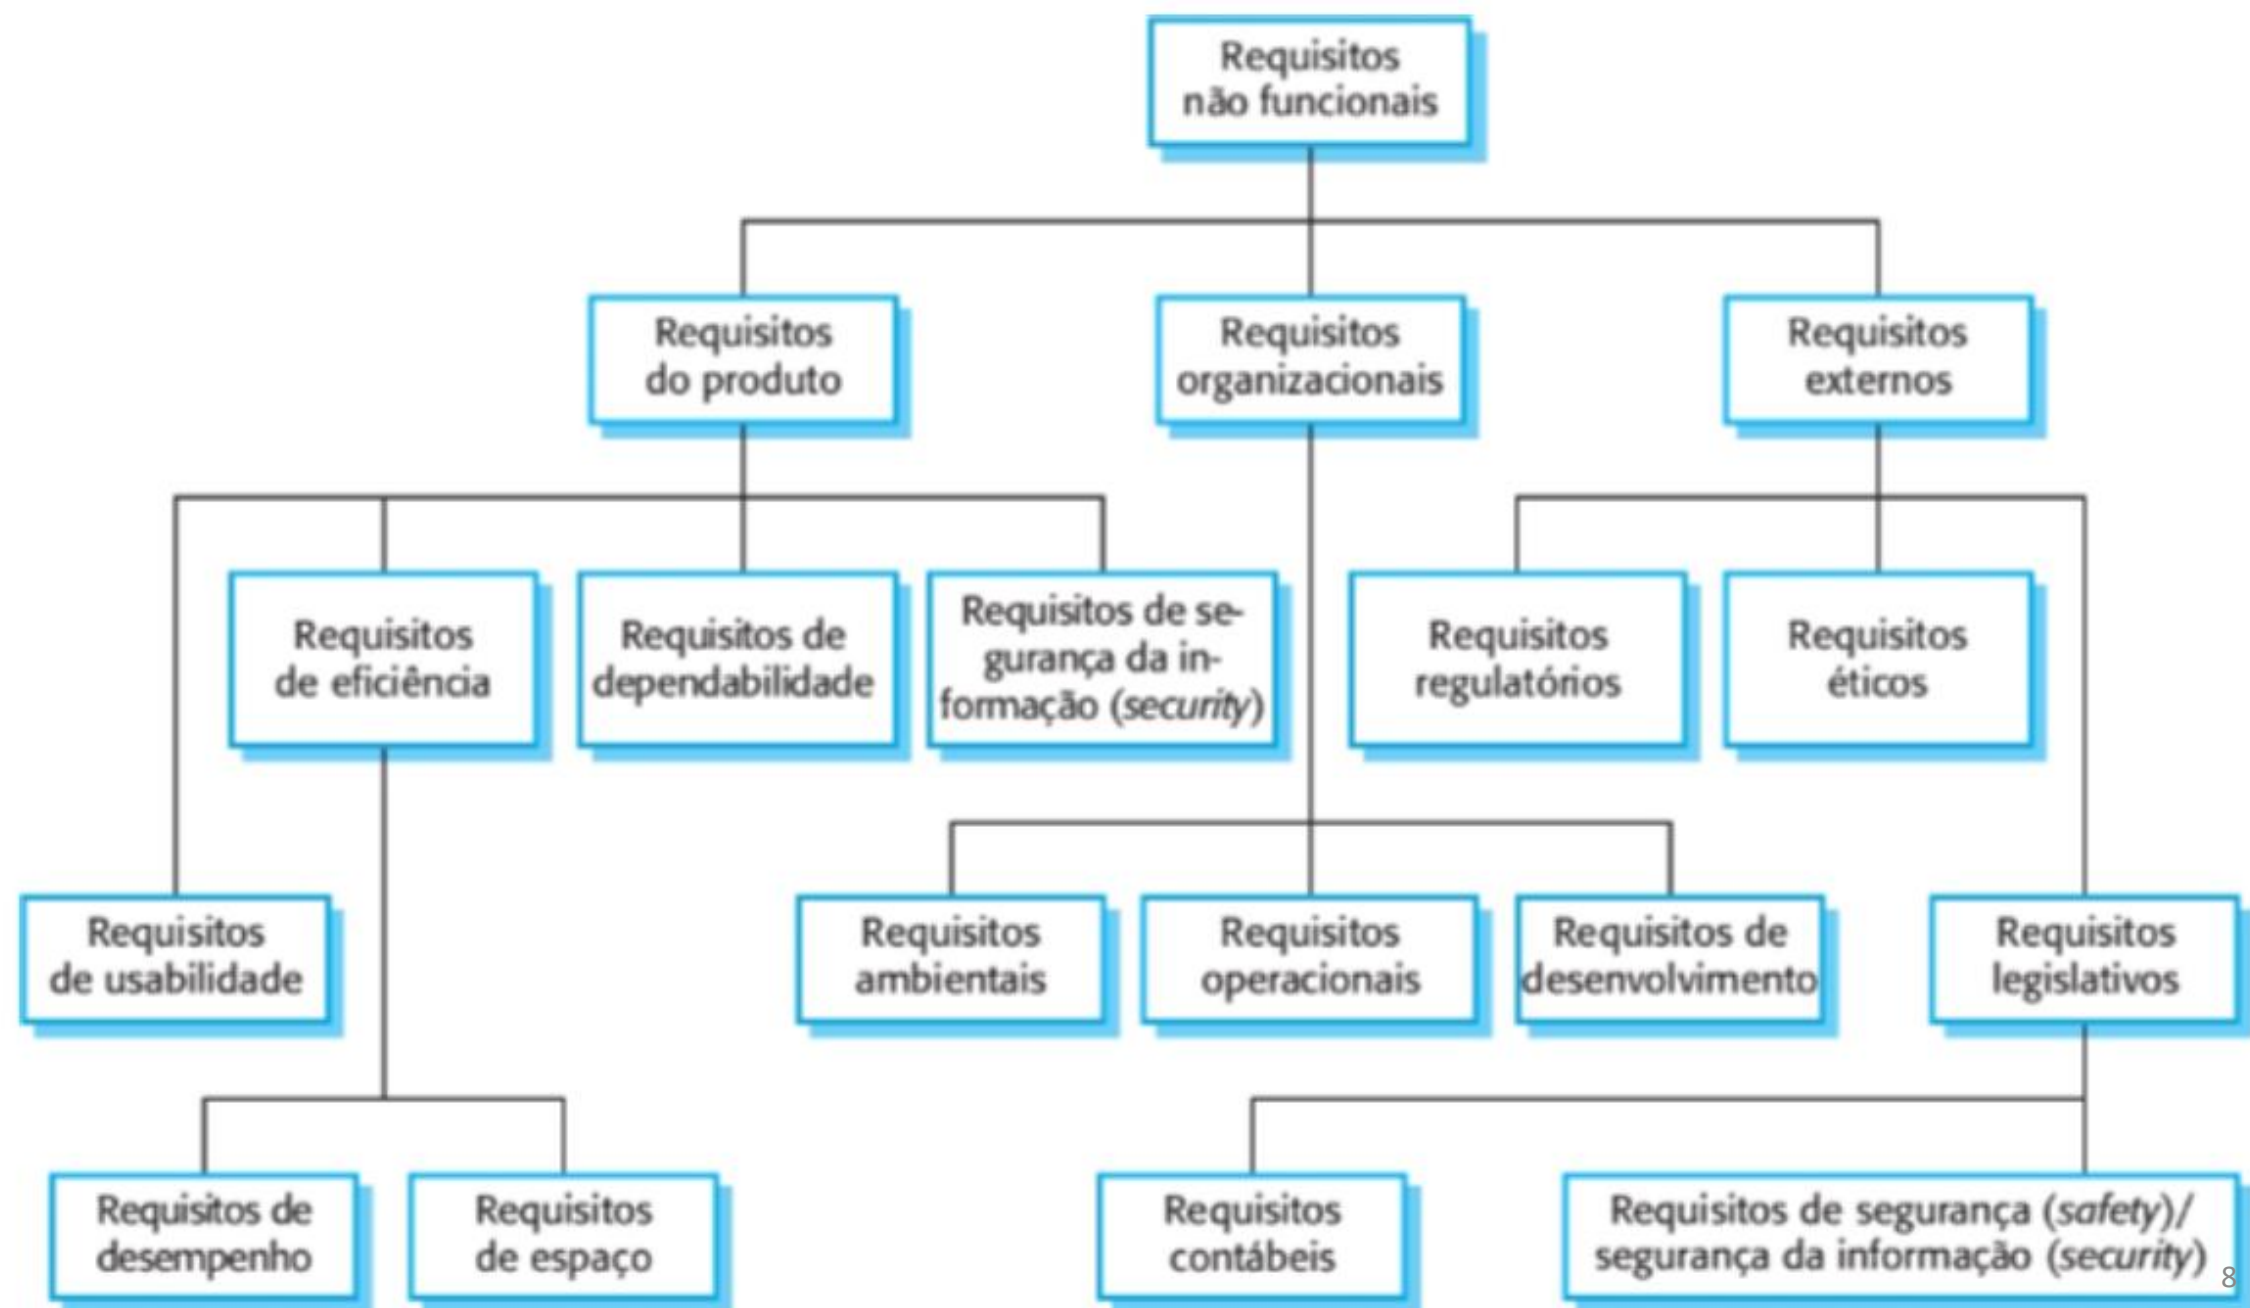 Requisitos
não funcionais
Requisitos
do produto
Requisitos
organizacionais
Requisitos
externos
Requisitos
de eficiência
Requisitos de
dependabilidade
Requisitos de se-
gurança da in-
formação (security)
Requisitos
regulatórios
Requisitos
éticos
Requisitos
de usabilidade
Requisitos
ambientais
Requisitos
operacionais
Requisitos de
desenvolvimento
Requisitos
legislativos
Requisitos de
desempenho
Requisitos
de espaço
Requisitos
contábeis
Requisitos de segurança (safety)/
segurança da informação (security)
8